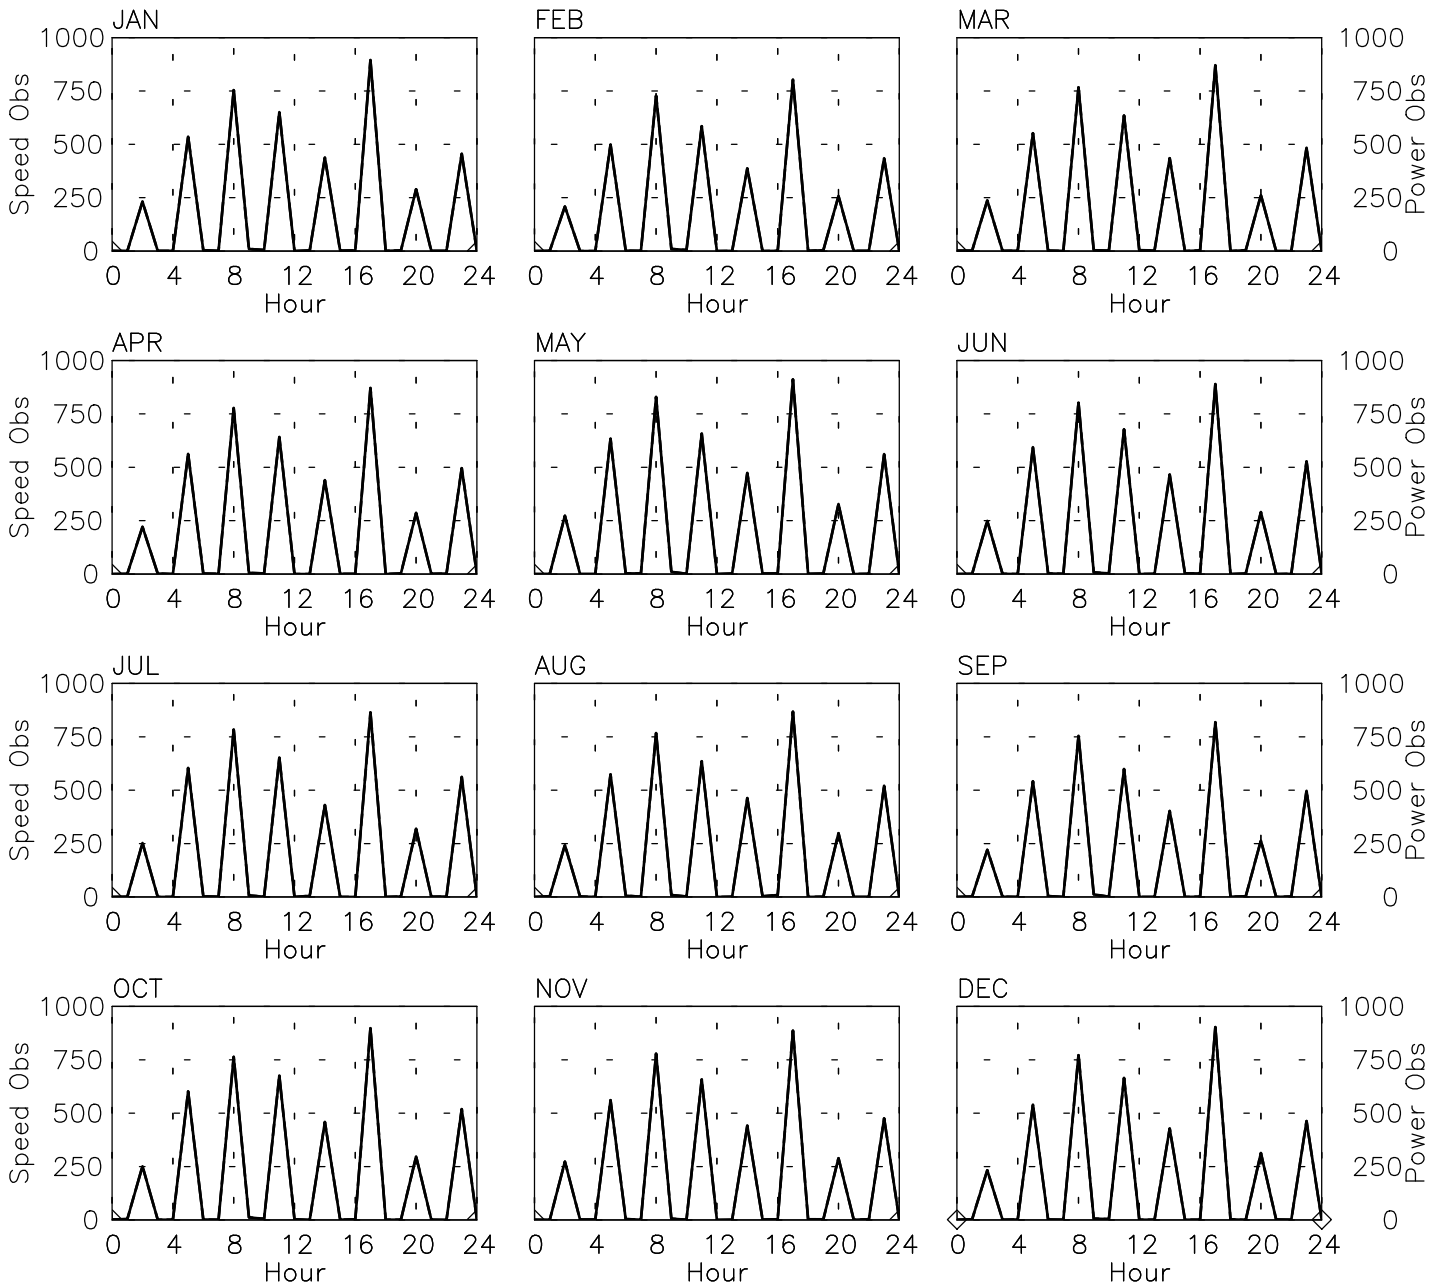 JAN FEB MAR
1000 1000
750 750
500 500
250 250
0 0
Speed Obs Power Obs
0 4 8 12 16 20 24 0 4 8 12 16 20 24 0 4 8 12 16 20 24
Hour Hour Hour
APR MAY JUN
1000 1000
750 750
500 500
250 250
0 0
Speed Obs Power Obs
0 4 8 12 16 20 24 0 4 8 12 16 20 24 0 4 8 12 16 20 24
Hour Hour Hour
JUL AUG SEP
1000 1000
750 750
500 500
250 250
0 0
Speed Obs Power Obs
0 4 8 12 16 20 24 0 4 8 12 16 20 24 0 4 8 12 16 20 24
Hour Hour Hour
OCT NOV DEC
1000 1000
750 750
500 500
250 250
0 0
Speed Obs Power Obs
0 4 8 12 16 20 24 0 4 8 12 16 20 24 0 4 8 12 16 20 24
Hour Hour Hour